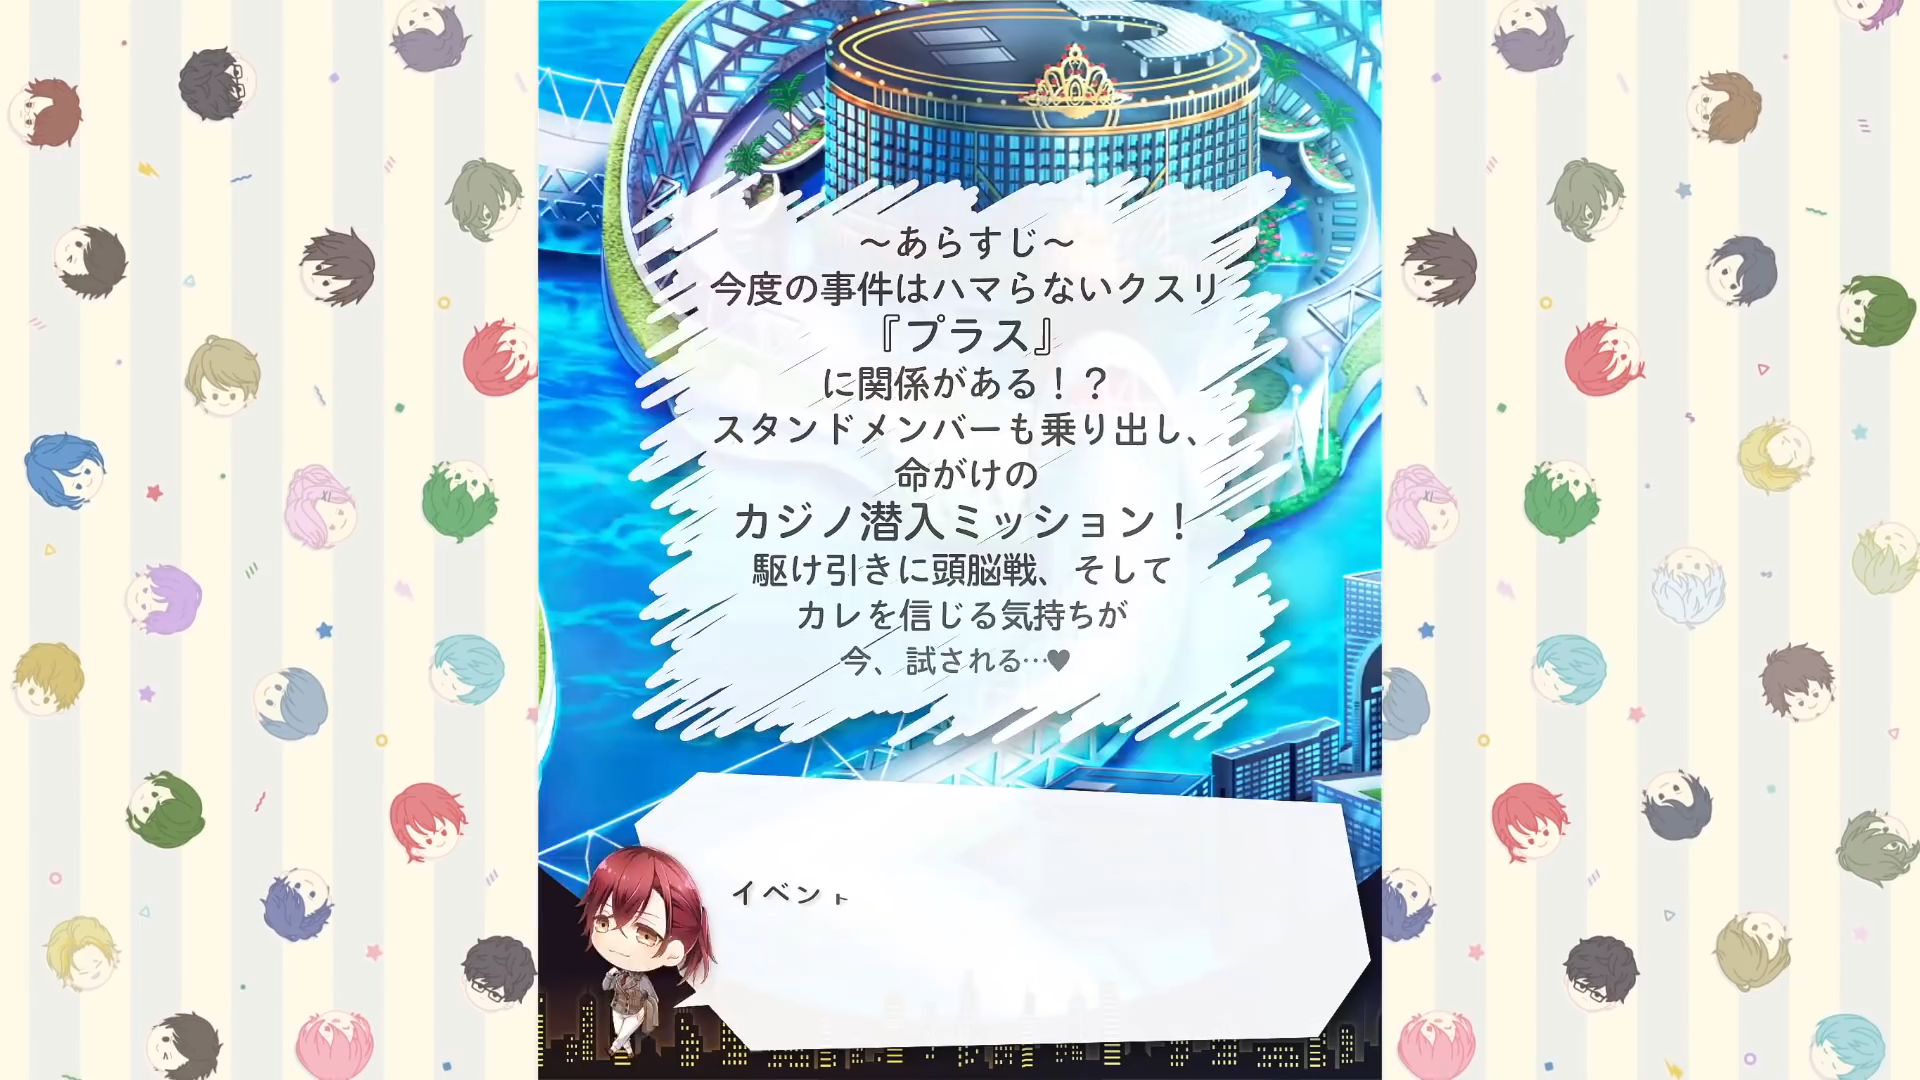 ～あらすじ～
今度の事件はハマらないクスリ
『プラス』
に関係がある！？
スタンドメンバーも乗り出し、
命がけの
カジノ潜入ミッション！
駆け引きに頭脳戦、そして
カレを信じる気持ちが
今、試される…♥
イベント